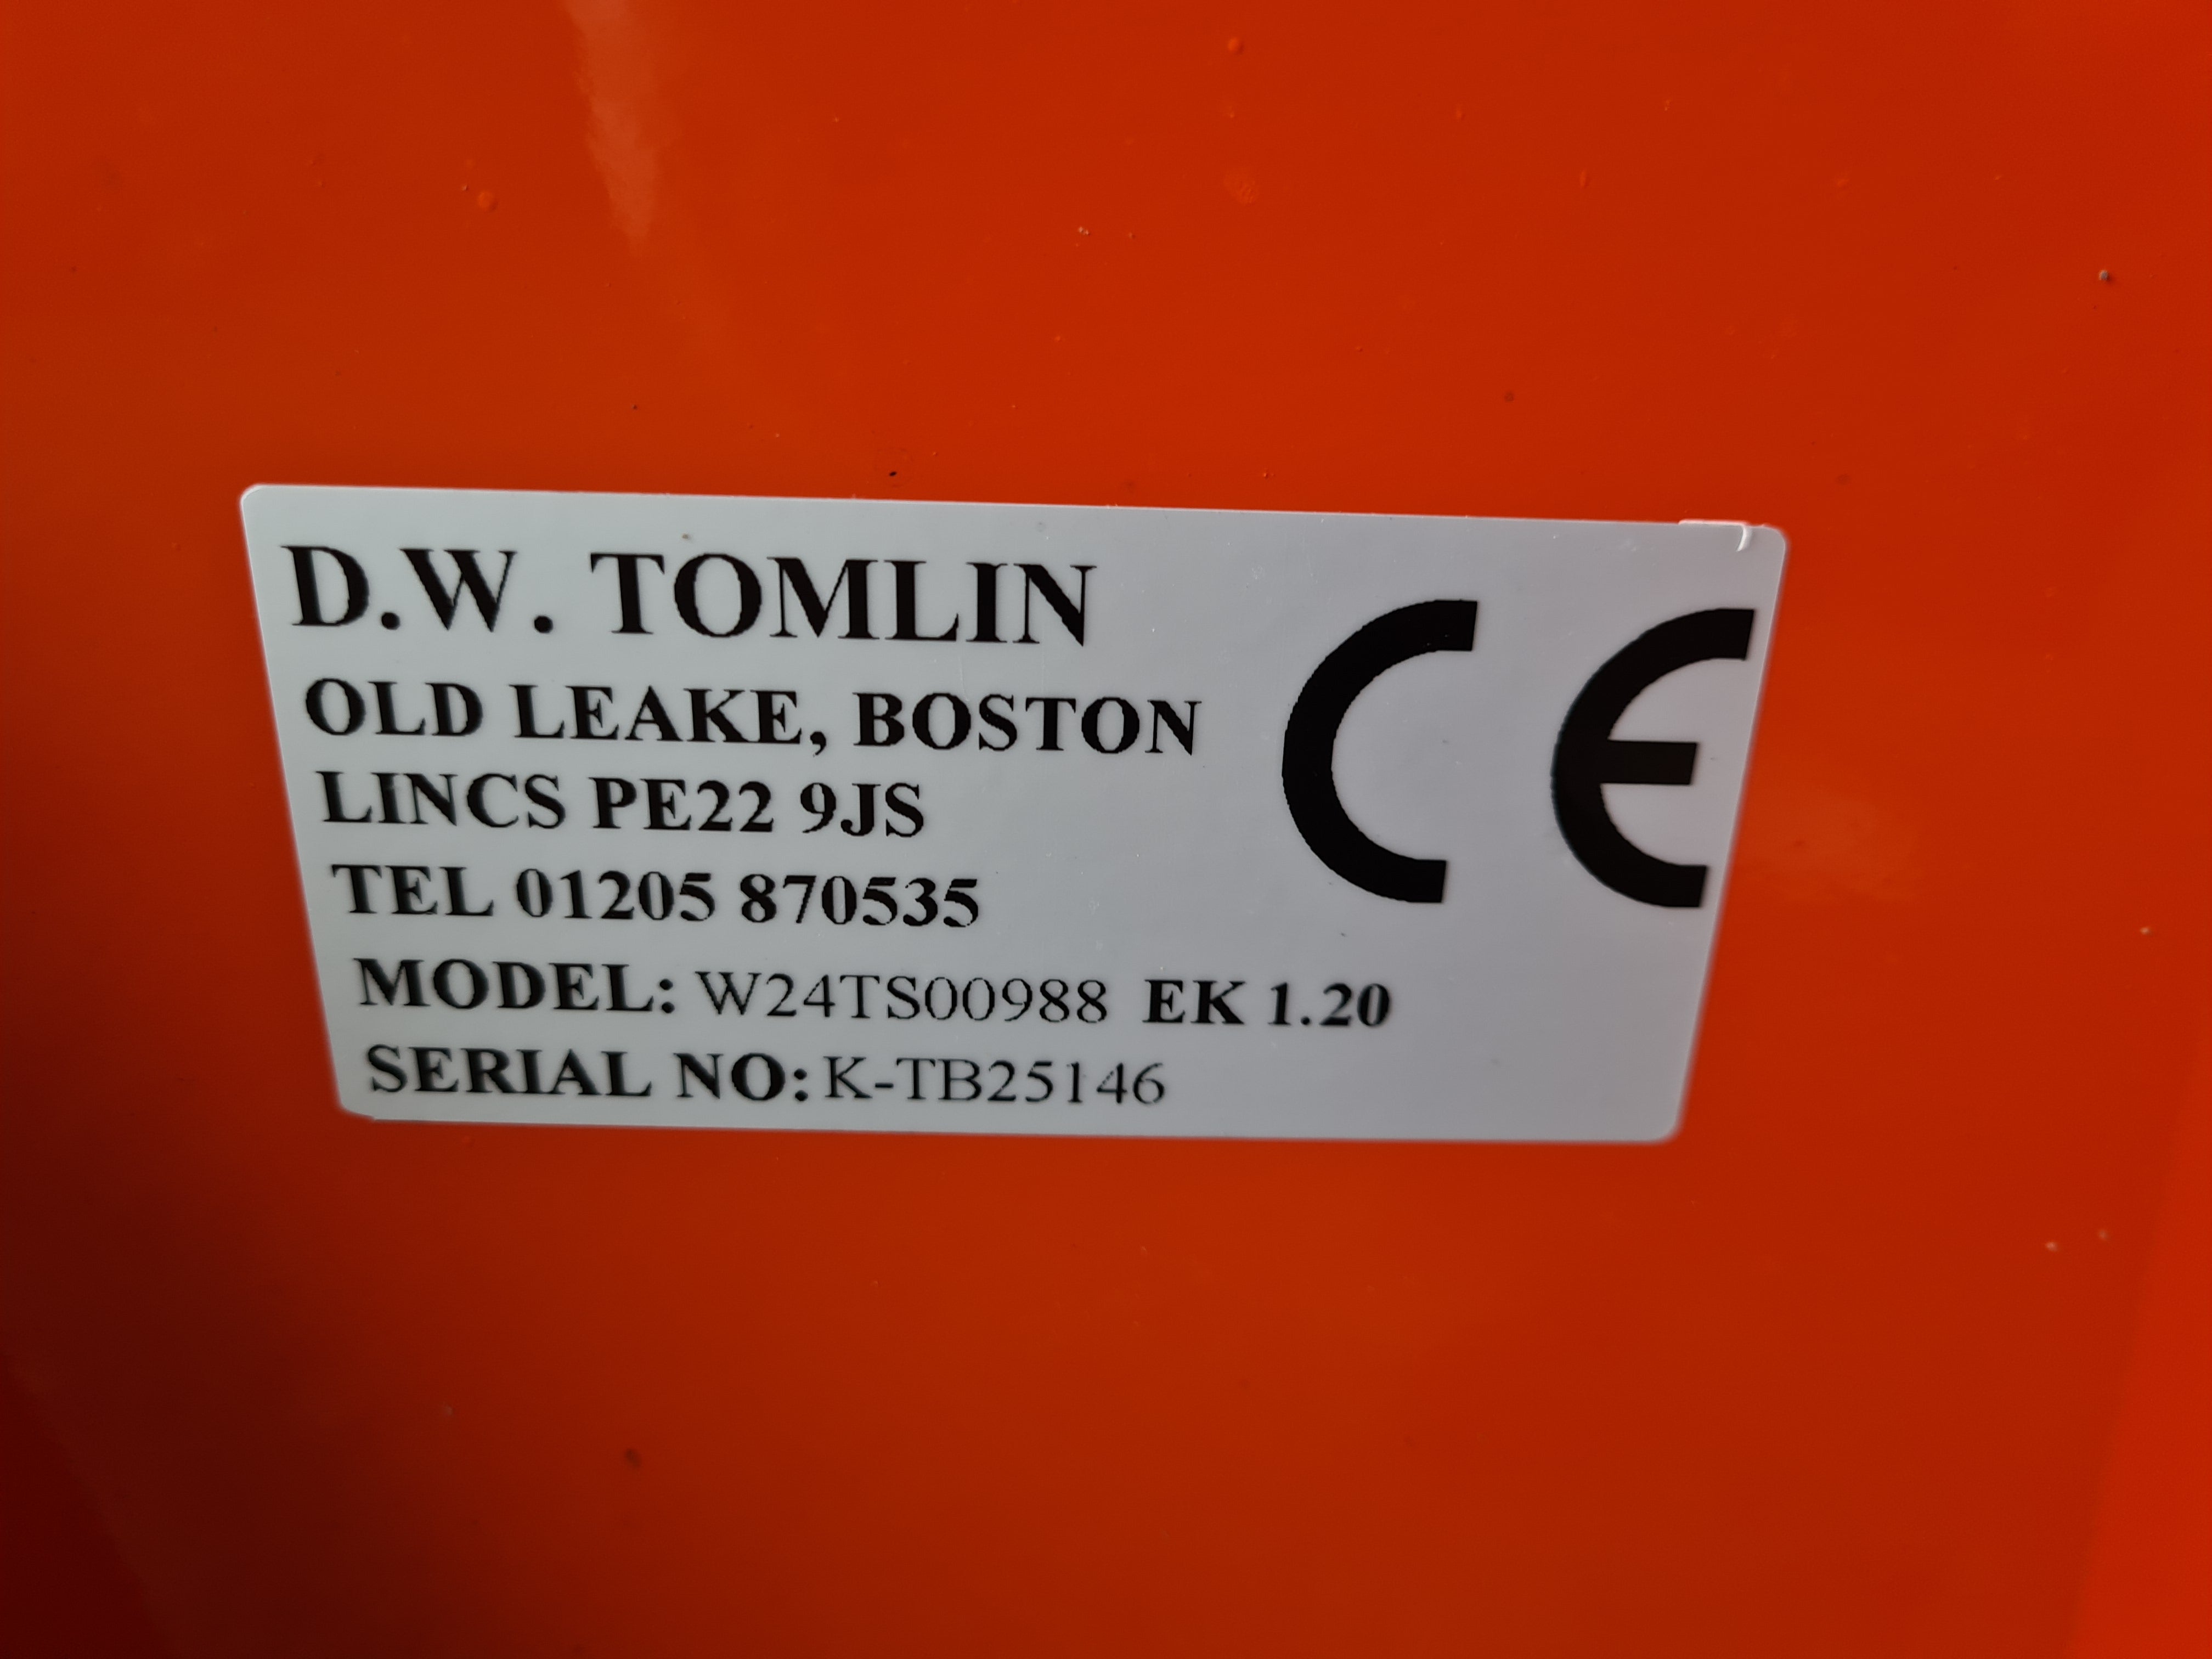 D.W. TOMLIN
OLD LEAKE, BOSTON
LINCS PE22 9JS
TEL 01205 870535
MODEL: W24TS00988 EK 1.20
SERIAL NO: K-TB25146
CE